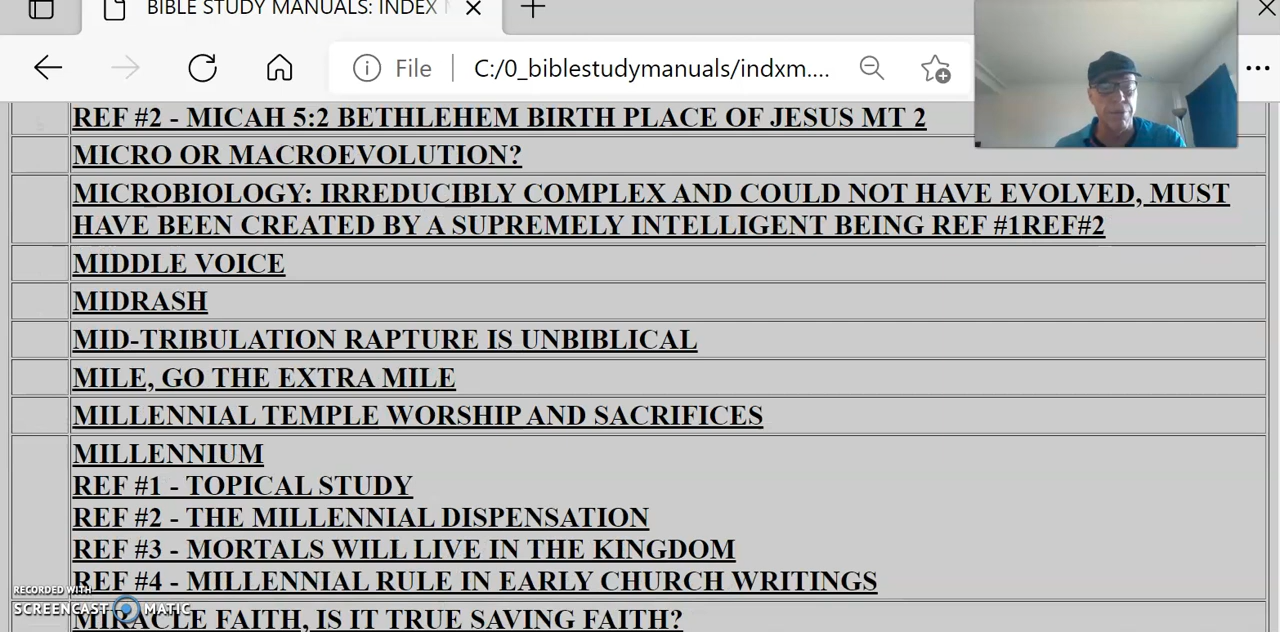 BIBLE STUDY MANUALS: INDEX
File
C:/0_biblestudymanuals/indxm....
REF #2 - MICAH 5:2 BETHLEHEM BIRTH PLACE OF JESUS MT 2
MICRO OR MACROEVOLUTION?
MICROBIOLOGY: IRREDUCIBLY COMPLEX AND COULD NOT HAVE EVOLVED, MUST
HAVE BEEN CREATED BY A SUPREMELY INTELLIGENT BEING REF #1REF#2
MIDDLE VOICE
MIDRASH
MID-TRIBULATION RAPTURE IS UNBIBLICAL
MILE, GO THE EXTRA MILE
MILLENNIAL TEMPLE WORSHIP AND SACRIFICES
MILLENNIUM
REF #1 - TOPICAL STUDY
REF #2 - THE MILLENNIAL DISPENSATION
REF #3 - MORTALS WILL LIVE IN THE KINGDOM
REF #4 - MILLENNIAL RULE IN EARLY CHURCH WRITINGS
RECORDED WITH
SCREENCAST MATIC
MIRACLE FAITH, IS IT TRUE SAVING FAITH?